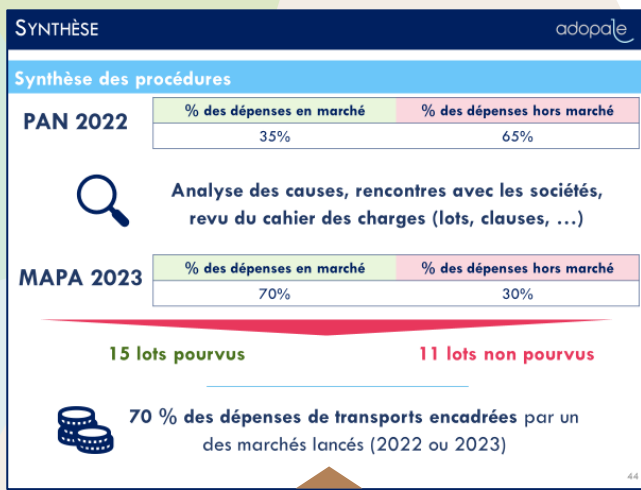 SYNTHÈSE
adopale
Synthèse des procédures
PAN 2022
% des dépenses en marché % des dépenses hors marché
35% 65%
Analyse des causes, rencontres avec les sociétés,
revu du cahier des charges (lots, clauses, …)
MAPA 2023
% des dépenses en marché % des dépenses hors marché
70% 30%
15 lots pourvus 11 lots non pourvus
70 % des dépenses de transports encadrées par un
des marchés lancés (2022 ou 2023)
44